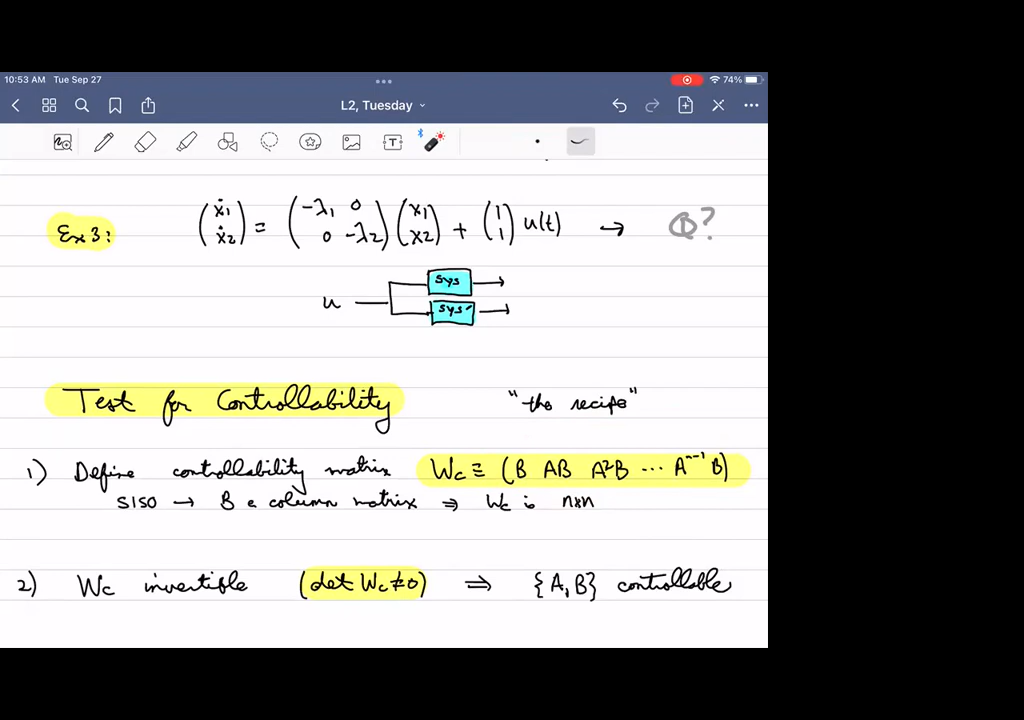 10:53 AM Tue Sep 27
74%
L2, Tuesday
T
Ex 3: (ẋ1 ẋ2) = (-λ1 0 0 -λ2) (x1 x2) + (1 1) u(t) →
?
u
sys
sys'
Test for Controllability "the recipe"
1) Define controllability matrix Wc ≡ (B AB A²B ... Aⁿ⁻¹B)
SISO → B a column matrix ⇒ Wc is n×n
2) Wc invertible (det Wc ≠ 0) ⇒ {A, B} controllable